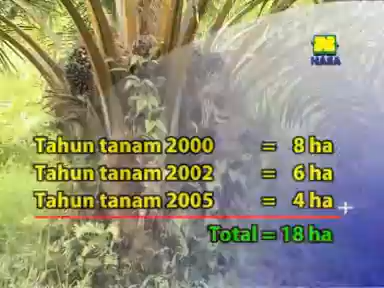 NASA
Tahun tanam 2000 = 8 ha
Tahun tanam 2002 = 6 ha
Tahun tanam 2005 = 4 ha +
Total = 18 ha